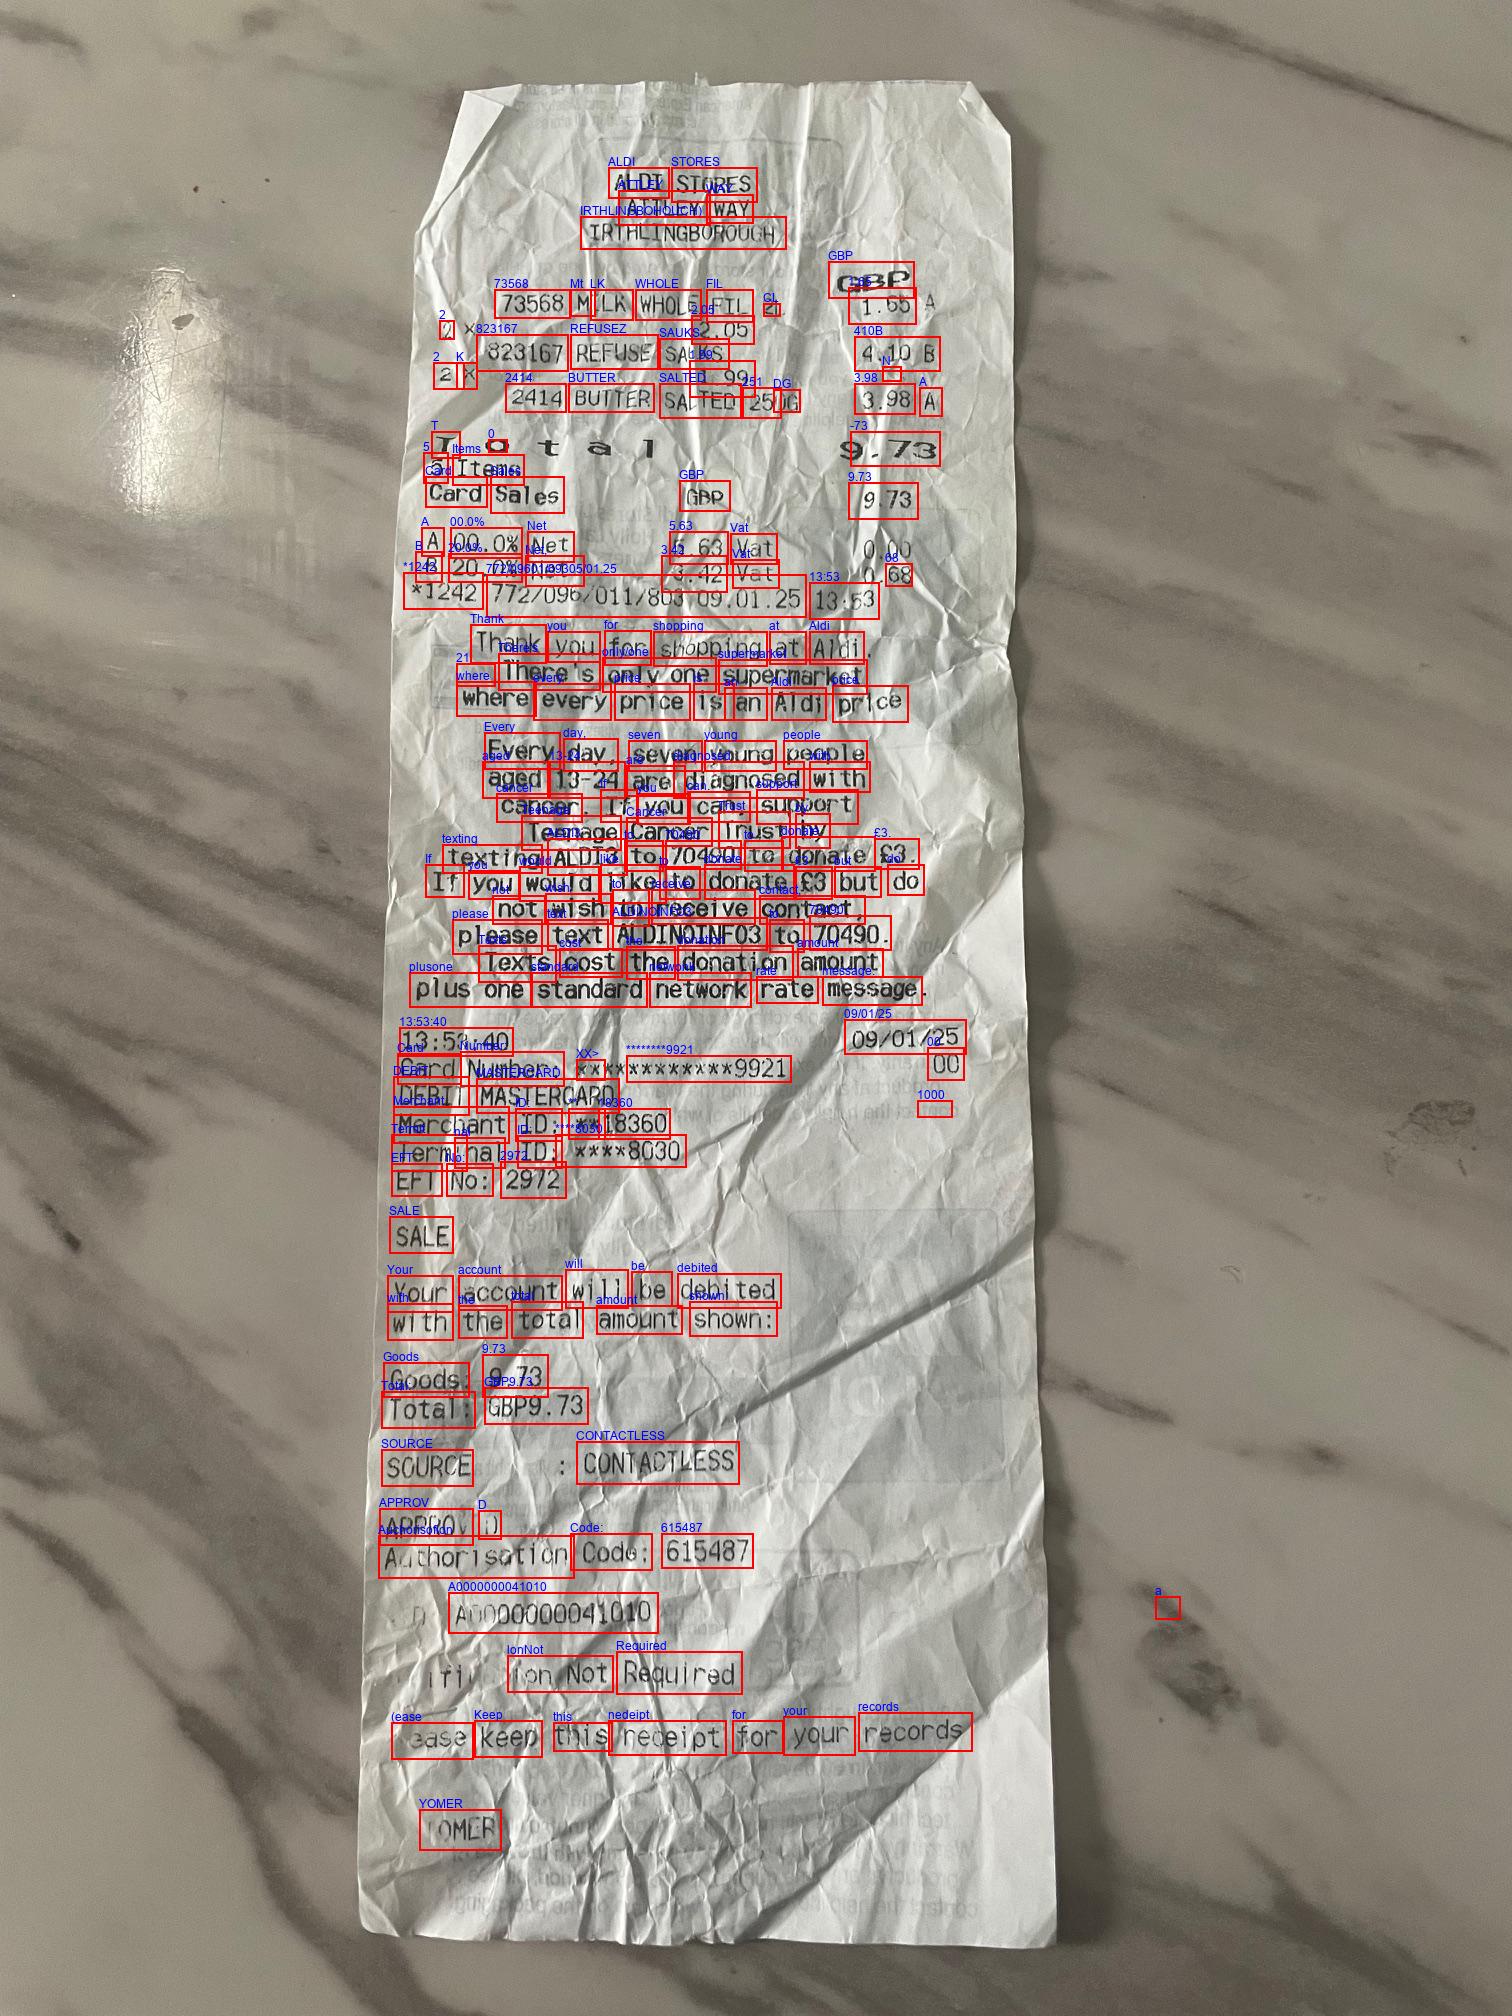 ALDI STORES
ATTLEY WAY
IRTHLINGBOROUGH
GBP
73568 MILK WHOLE FIL 2L 1.65 A
2 x 2.05
823167 REFUSE SACKS 4.10 B
2 x 1.99
2414 BUTTER SALTED 250G 3.98 A
Total 9.73
5 Items
Card Sales GBP 9.73
A 00.0% Net 5.63 Vat 0.00
B 20.0% Net 3.42 Vat 0.68
*1242 772/096/011/803 09.01.25 13:53
Thank you for shopping at Aldi.
There's only one supermarket
where every price is an Aldi price
Every day, seven young people
aged 13-24 are diagnosed with
cancer. If you can, support
Teenage Cancer Trust by
texting ALDI3 to 70490 to donate £3.
If you would like to donate £3 but do
not wish to receive contact,
please text ALDINOINFO3 to 70490.
Texts cost the donation amount
plus one standard network rate message.
13:53:40 09/01/25
Card Number: ************9921 00
DEBIT MASTERCARD
Merchant ID: **18360
Terminal ID: ****8030
EFT No: 2972
SALE
Your account will be debited
with the total amount shown:
Goods: 9.73
Total: GBP9.73
SOURCE : CONTACTLESS
APPROVED
Authorisation Code: 615487
A0000000041010
Not Required
keep this receipt for your records